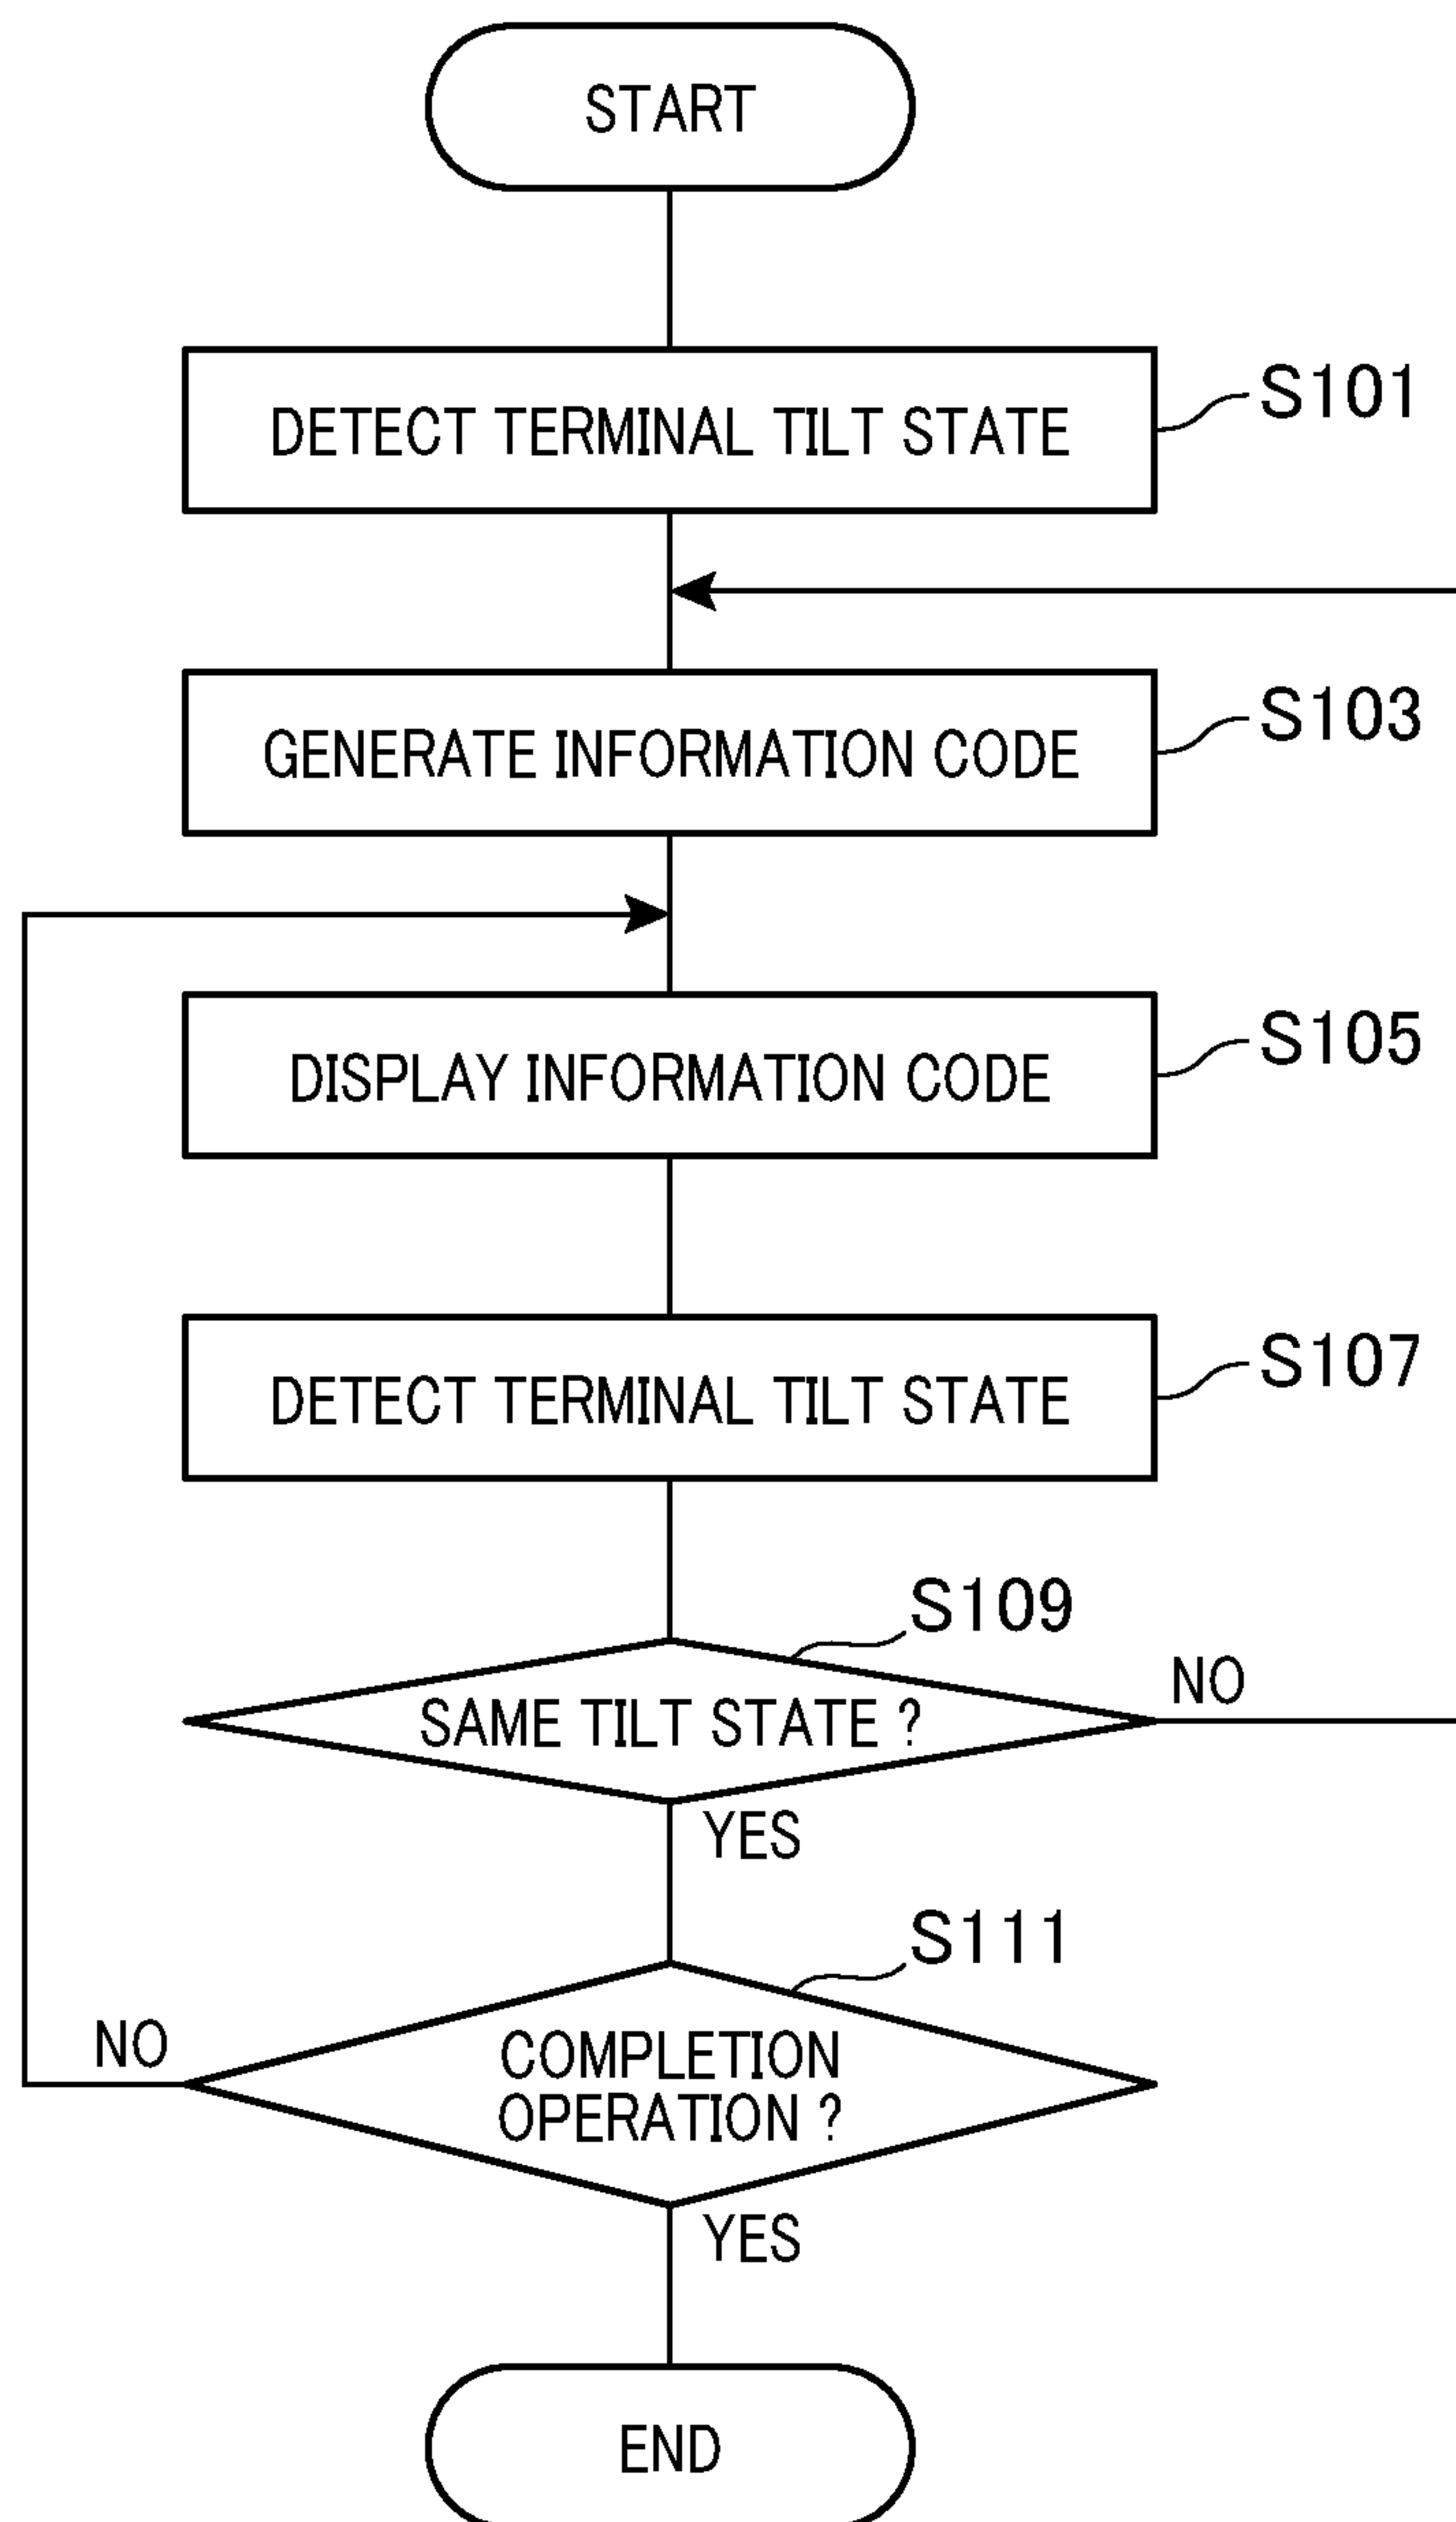 START
DETECT TERMINAL TILT STATE
S101
GENERATE INFORMATION CODE
S103
DISPLAY INFORMATION CODE
S105
DETECT TERMINAL TILT STATE
S107
S109
SAME TILT STATE ?
NO
YES
S111
COMPLETION
OPERATION ?
NO
YES
END